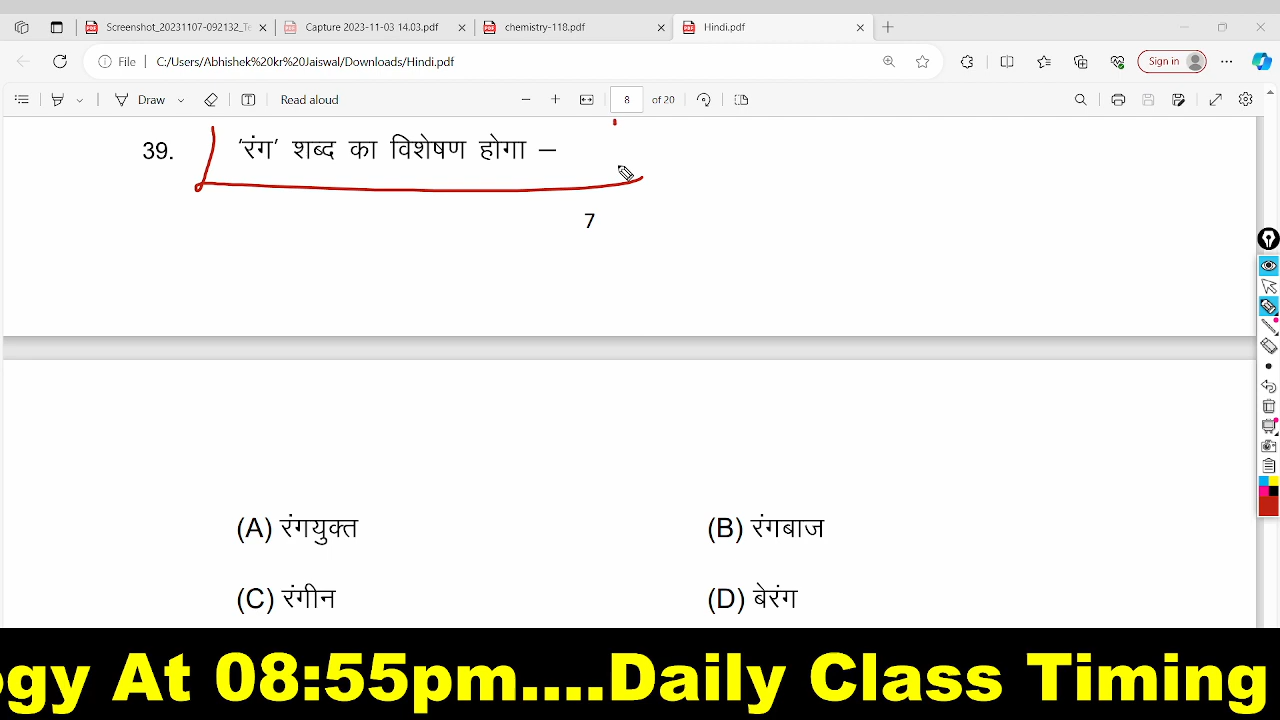 Screenshot_20231107-092132_Te
Capture 2023-11-03 14.03.pdf
chemistry-118.pdf
Hindi.pdf
File
C:/Users/Abhishek%20kr%20Jaiswal/Downloads/Hindi.pdf
Sign in
Draw
Read aloud
8
of 20
39. 'रंग' शब्द का विशेषण होगा –
7
(A) रंगयुक्त (B) रंगबाज
(C) रंगीन (D) बेरंग
ogy At 08:55pm....Daily Class Timing